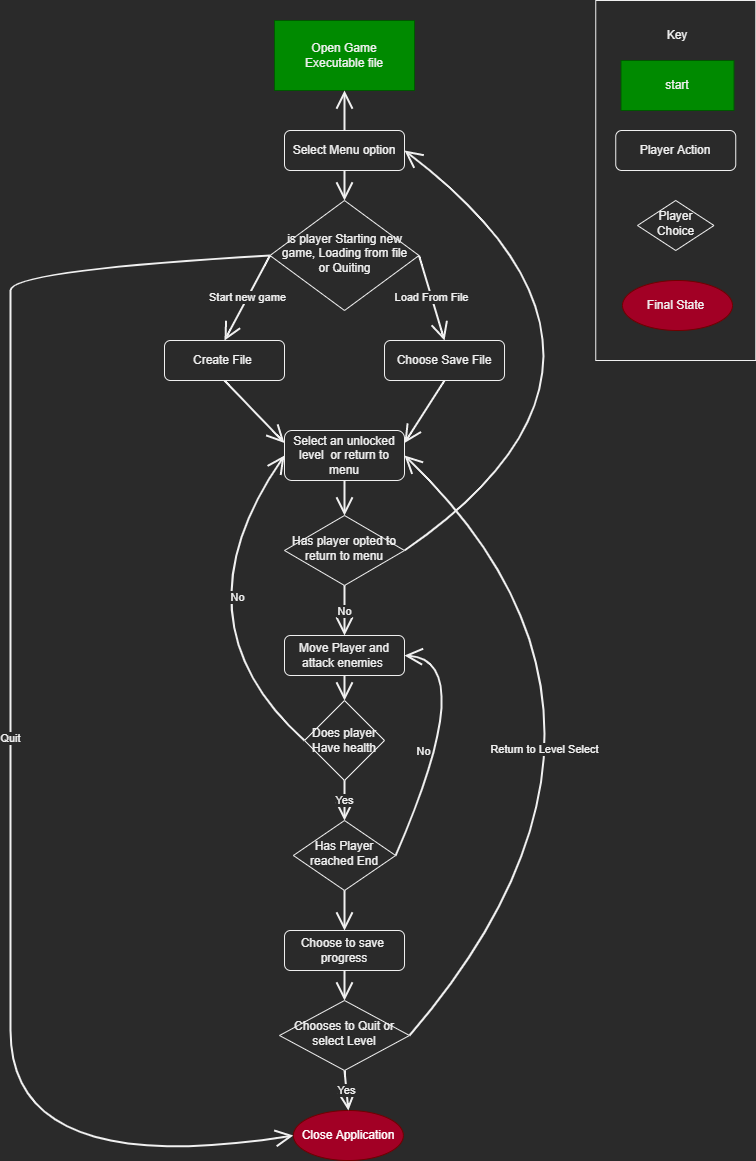 Open Game
Executable file
Key
start
Select Menu option
Player Action
Player
Choice
is player Starting new
game, Loading from file
or Quiting
Start new game
Load From File
Final State
Create File
Choose Save File
Select an unlocked
level or return to
menu
Has player opted to
return to menu
No
No
Move Player and
attack enemies
Does player
Have health
Quit
No
Return to Level Select
Yes
Has Player
reached End
Choose to save
progress
Chooses to Quit or
select Level
Yes
Close Application